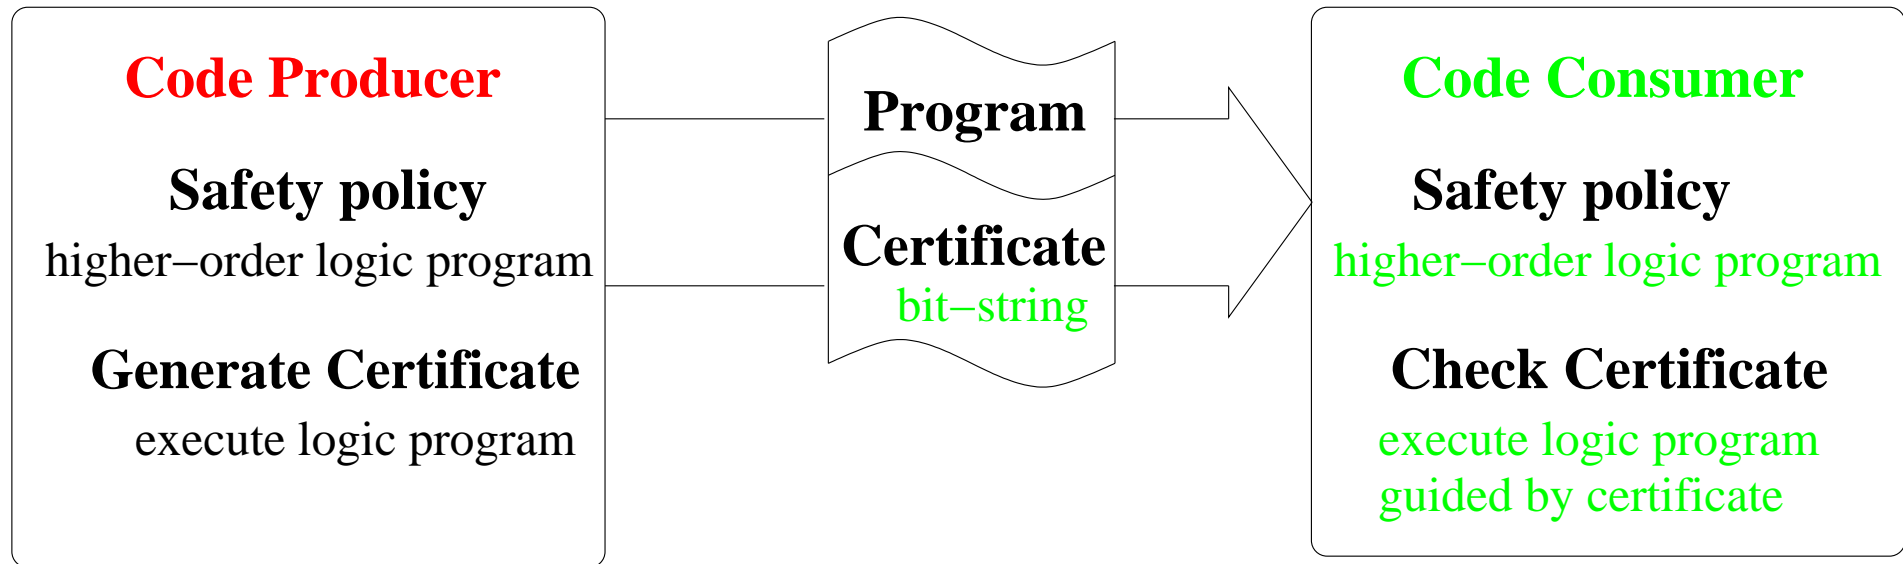 Code Producer
Safety policy
higher−order logic program
Generate Certificate
execute logic program
Program
Certificate
bit−string
Code Consumer
Safety policy
higher−order logic program
Check Certificate
execute logic program
guided by certificate